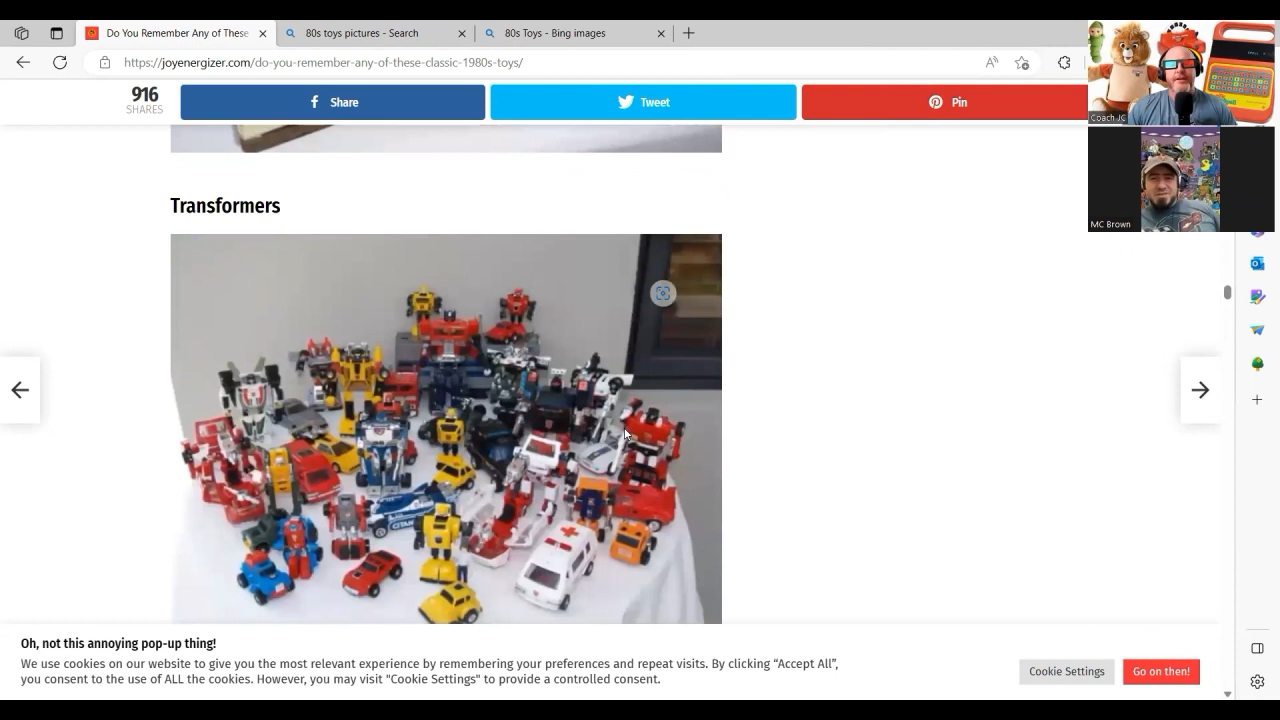 Do You Remember Any of These
80s toys pictures - Search
80s Toys - Bing images
https://joyenergizer.com/do-you-remember-any-of-these-classic-1980s-toys/
916
SHARES
Share
Tweet
Pin
Coach JC
MC Brown
Transformers
CITAN
Oh, not this annoying pop-up thing!
We use cookies on our website to give you the most relevant experience by remembering your preferences and repeat visits. By clicking “Accept All”,
you consent to the use of ALL the cookies. However, you may visit "Cookie Settings" to provide a controlled consent.
Cookie Settings
Go on then!